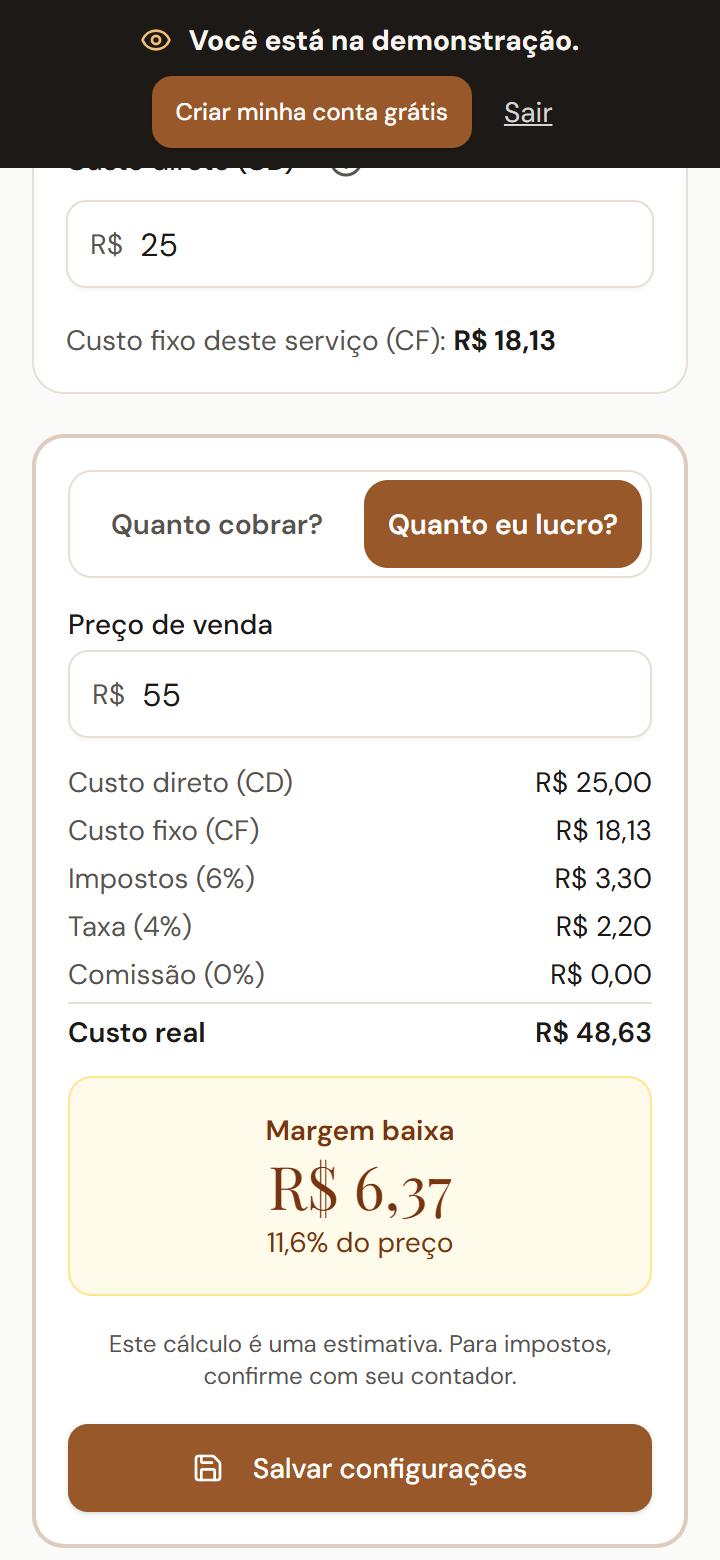 Você está na demonstração.
Criar minha conta grátis
Sair
Custo direto (CD)
R$ 25
Custo fixo deste serviço (CF): R$ 18,13
Quanto cobrar?
Quanto eu lucro?
Preço de venda
R$ 55
Custo direto (CD) R$ 25,00
Custo fixo (CF) R$ 18,13
Impostos (6%) R$ 3,30
Taxa (4%) R$ 2,20
Comissão (0%) R$ 0,00
Custo real R$ 48,63
Margem baixa
R$ 6,37
11,6% do preço
Este cálculo é uma estimativa. Para impostos,
confirme com seu contador.
Salvar configurações